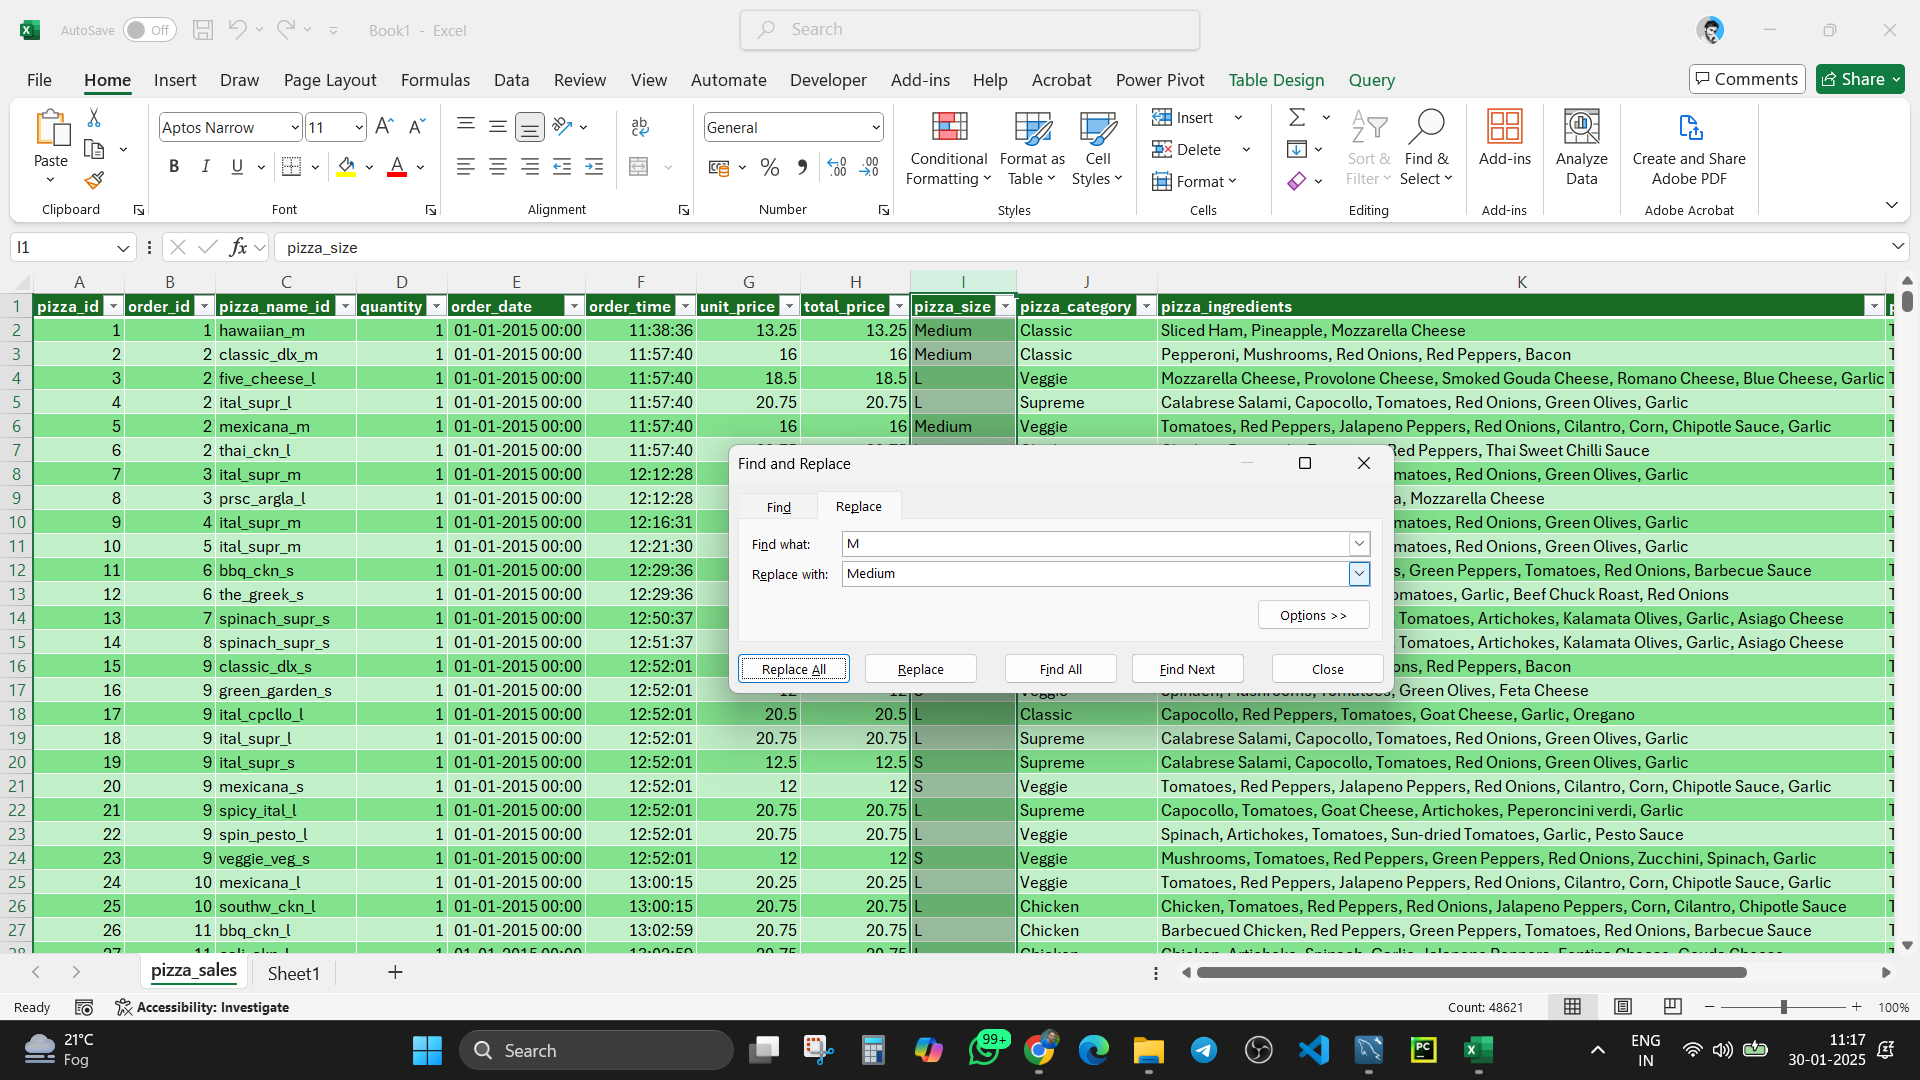 AutoSave Off Book1 - Excel Search
File Home Insert Draw Page Layout Formulas Data Review View Automate Developer Add-ins Help Acrobat Power Pivot Table Design Query Comments Share
Paste Aptos Narrow 11 General Conditional Formatting Format as Table Cell Styles Insert Delete Format Sort & Filter Find & Select Add-ins Analyze Data Create and Share Adobe PDF
Clipboard Font Alignment Number Styles Cells Editing Add-ins Adobe Acrobat
I1 fx pizza_size
A B C D E F G H I J K
1 pizza_id order_id pizza_name_id quantity order_date order_time unit_price total_price pizza_size pizza_category pizza_ingredients
2 1 1 hawaiian_m 1 01-01-2015 00:00 11:38:36 13.25 13.25 Medium Classic Sliced Ham, Pineapple, Mozzarella Cheese
3 2 2 classic_dlx_m 1 01-01-2015 00:00 11:57:40 16 16 Medium Classic Pepperoni, Mushrooms, Red Onions, Red Peppers, Bacon
4 3 2 five_cheese_l 1 01-01-2015 00:00 11:57:40 18.5 18.5 L Veggie Mozzarella Cheese, Provolone Cheese, Smoked Gouda Cheese, Romano Cheese, Blue Cheese, Garlic
5 4 2 ital_supr_l 1 01-01-2015 00:00 11:57:40 20.75 20.75 L Supreme Calabrese Salami, Capocollo, Tomatoes, Red Onions, Green Olives, Garlic
6 5 2 mexicana_m 1 01-01-2015 00:00 11:57:40 16 16 Medium Veggie Tomatoes, Red Peppers, Jalapeno Peppers, Red Onions, Cilantro, Corn, Chipotle Sauce, Garlic
7 6 2 thai_ckn_l 1 01-01-2015 00:00 11:57:40 Red Peppers, Thai Sweet Chilli Sauce
8 7 3 ital_supr_m 1 01-01-2015 00:00 12:12:28 matoes, Red Onions, Green Olives, Garlic
9 8 3 prsc_argla_l 1 01-01-2015 00:00 12:12:28 a, Mozzarella Cheese
10 9 4 ital_supr_m 1 01-01-2015 00:00 12:16:31 matoes, Red Onions, Green Olives, Garlic
11 10 5 ital_supr_m 1 01-01-2015 00:00 12:21:30 matoes, Red Onions, Green Olives, Garlic
12 11 6 bbq_ckn_s 1 01-01-2015 00:00 12:29:36 s, Green Peppers, Tomatoes, Red Onions, Barbecue Sauce
13 12 6 the_greek_s 1 01-01-2015 00:00 12:29:36 omatoes, Garlic, Beef Chuck Roast, Red Onions
14 13 7 spinach_supr_s 1 01-01-2015 00:00 12:50:37 Tomatoes, Artichokes, Kalamata Olives, Garlic, Asiago Cheese
15 14 8 spinach_supr_s 1 01-01-2015 00:00 12:51:37 Tomatoes, Artichokes, Kalamata Olives, Garlic, Asiago Cheese
16 15 9 classic_dlx_s 1 01-01-2015 00:00 12:52:01 ons, Red Peppers, Bacon
17 16 9 green_garden_s 1 01-01-2015 00:00 12:52:01 12 12 S Veggie Spinach, Mushrooms, Tomatoes, Green Olives, Feta Cheese
18 17 9 ital_cpcllo_l 1 01-01-2015 00:00 12:52:01 20.5 20.5 L Classic Capocollo, Red Peppers, Tomatoes, Goat Cheese, Garlic, Oregano
19 18 9 ital_supr_l 1 01-01-2015 00:00 12:52:01 20.75 20.75 L Supreme Calabrese Salami, Capocollo, Tomatoes, Red Onions, Green Olives, Garlic
20 19 9 ital_supr_s 1 01-01-2015 00:00 12:52:01 12.5 12.5 S Supreme Calabrese Salami, Capocollo, Tomatoes, Red Onions, Green Olives, Garlic
21 20 9 mexicana_s 1 01-01-2015 00:00 12:52:01 12 12 S Veggie Tomatoes, Red Peppers, Jalapeno Peppers, Red Onions, Cilantro, Corn, Chipotle Sauce, Garlic
22 21 9 spicy_ital_l 1 01-01-2015 00:00 12:52:01 20.75 20.75 L Supreme Capocollo, Tomatoes, Goat Cheese, Artichokes, Peperoncini verdi, Garlic
23 22 9 spin_pesto_l 1 01-01-2015 00:00 12:52:01 20.75 20.75 L Veggie Spinach, Artichokes, Tomatoes, Sun-dried Tomatoes, Garlic, Pesto Sauce
24 23 9 veggie_veg_s 1 01-01-2015 00:00 12:52:01 12 12 S Veggie Mushrooms, Tomatoes, Red Peppers, Green Peppers, Red Onions, Zucchini, Spinach, Garlic
25 24 10 mexicana_l 1 01-01-2015 00:00 13:00:15 20.25 20.25 L Veggie Tomatoes, Red Peppers, Jalapeno Peppers, Red Onions, Cilantro, Corn, Chipotle Sauce, Garlic
26 25 10 southw_ckn_l 1 01-01-2015 00:00 13:00:15 20.75 20.75 L Chicken Chicken, Tomatoes, Red Peppers, Red Onions, Jalapeno Peppers, Corn, Cilantro, Chipotle Sauce
27 26 11 bbq_ckn_l 1 01-01-2015 00:00 13:02:59 20.75 20.75 L Chicken Barbecued Chicken, Red Peppers, Green Peppers, Tomatoes, Red Onions, Barbecue Sauce
Find and Replace
Find Replace
Find what: M
Replace with: Medium
Options >>
Replace All Replace Find All Find Next Close
pizza_sales Sheet1
Ready Accessibility: Investigate Count: 48621 100%
21°C
Fog
Search
99+
PC
ENG
IN
11:17
30-01-2025